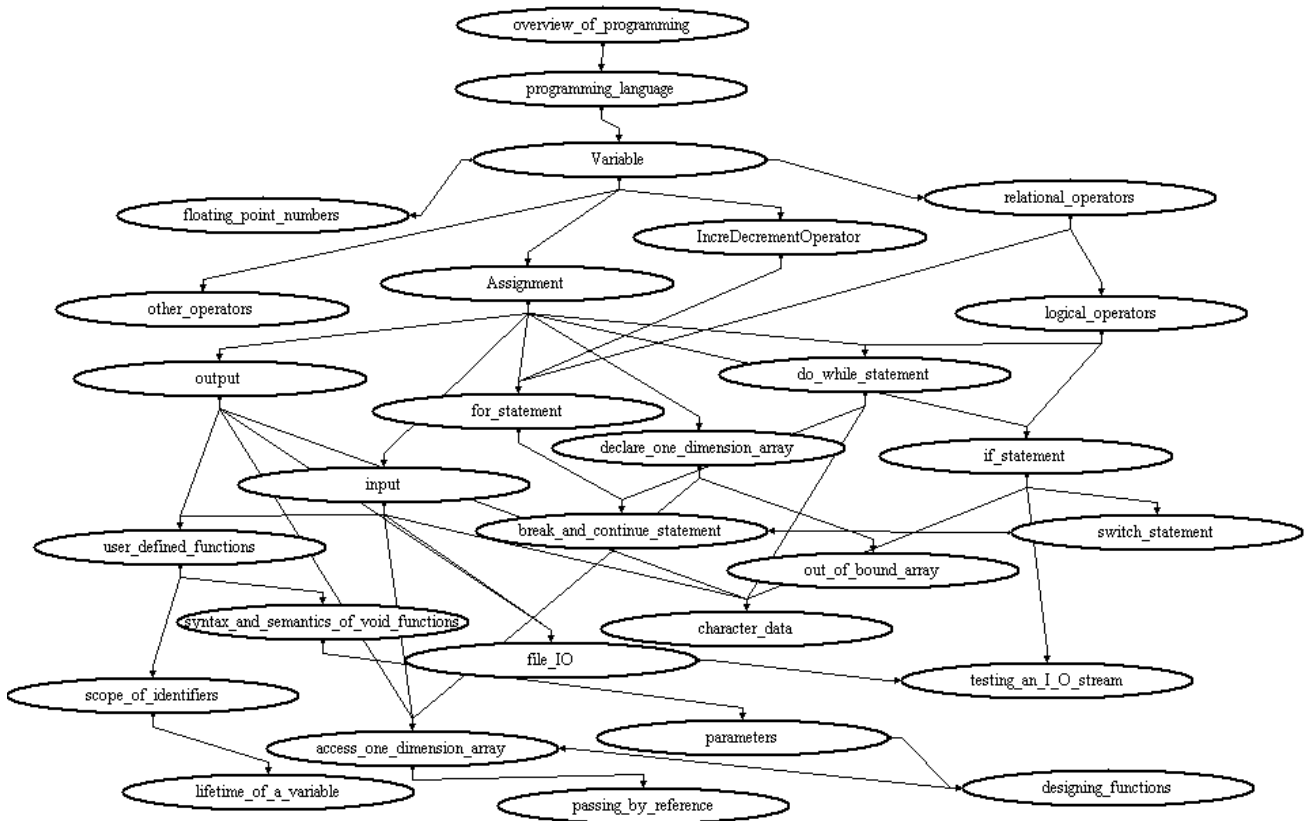 overview_of_programming
programming_language
Variable
floating_point_numbers
relational_operators
IncreDecrementOperator
Assignment
other_operators
logical_operators
output
do_while_statement
for_statement
declare_one_dimension_array
if_statement
input
break_and_continue_statement
switch_statement
user_defined_functions
out_of_bound_array
syntax_and_semantics_of_void_functions
character_data
file_IO
testing_an_I_O_stream
scope_of_identifiers
parameters
access_one_dimension_array
designing_functions
lifetime_of_a_variable
passing_by_reference